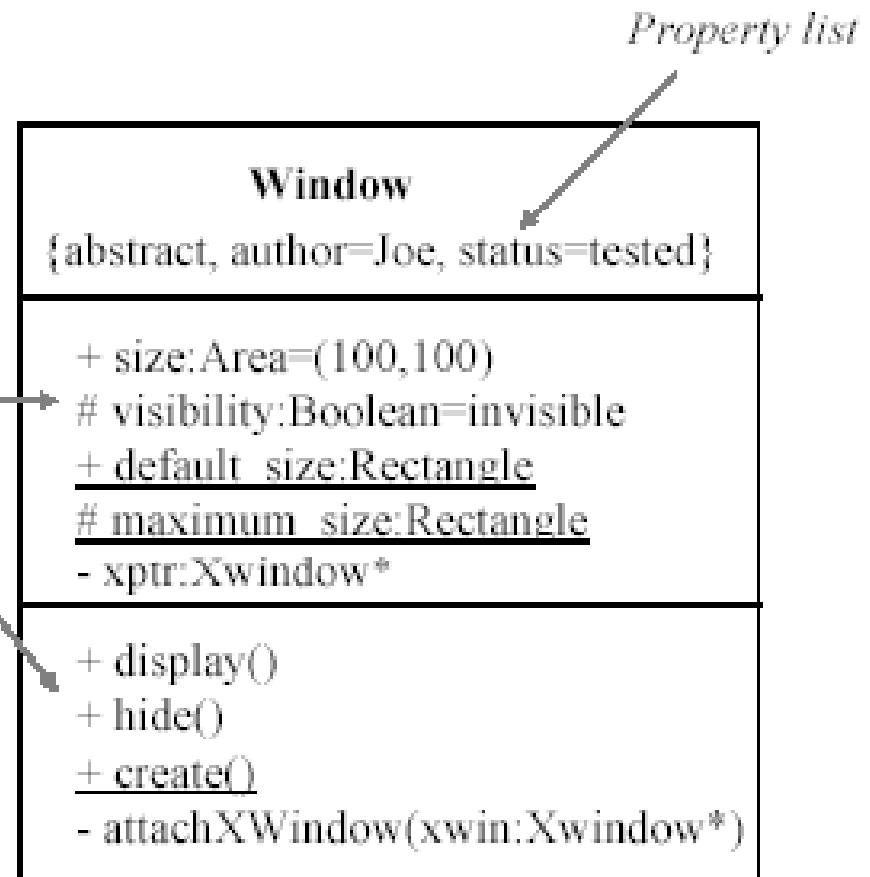 Property list
Window
{abstract, author=Joe, status=tested}
+ size:Area=(100,100)
# visibility:Boolean=invisible
+ default_size:Rectangle
# maximum_size:Rectangle
- xptr:Xwindow*
+ display()
+ hide()
+ create()
- attachXWindow(xwin:Xwindow*)